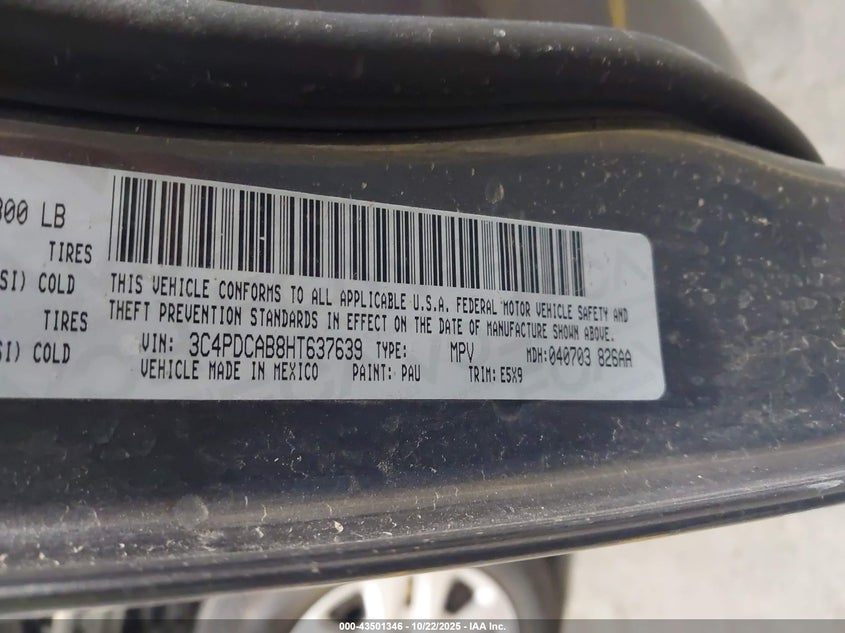 800 LB
TIRES
SI) COLD
TIRES
SI) COLD
THIS VEHICLE CONFORMS TO ALL APPLICABLE U.S.A. FEDERAL MOTOR VEHICLE SAFETY AND
THEFT PREVENTION STANDARDS IN EFFECT ON THE DATE OF MANUFACTURE SHOWN ABOVE.
VIN: 3C4PDCAB8HT637639 TYPE: MPV MDH:040703 826AA
VEHICLE MADE IN MEXICO PAINT: PAU TRIM: E5X9
000-43501346 - 10/22/2025 - IAA Inc.